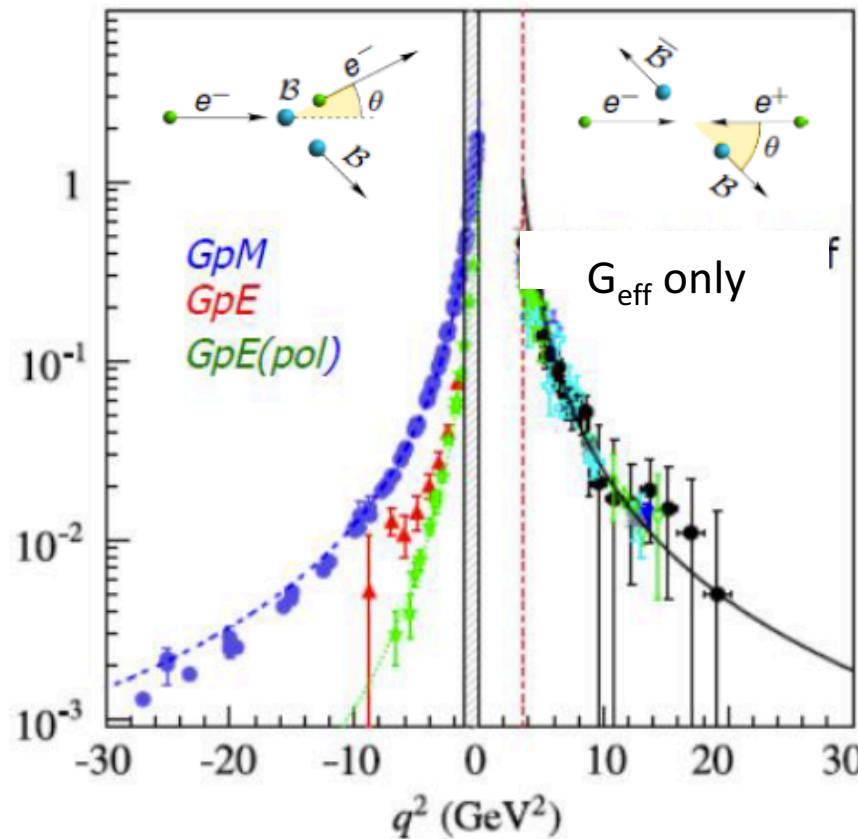 e⁻
ℬ
e⁻
θ
ℬ
ℬ̅
e⁻
e⁺
θ
ℬ
1
10⁻¹
10⁻²
10⁻³
GpM
GpE
GpE(pol)
G_eff only
f
-30
-20
-10
0
10
20
30
q² (GeV²)